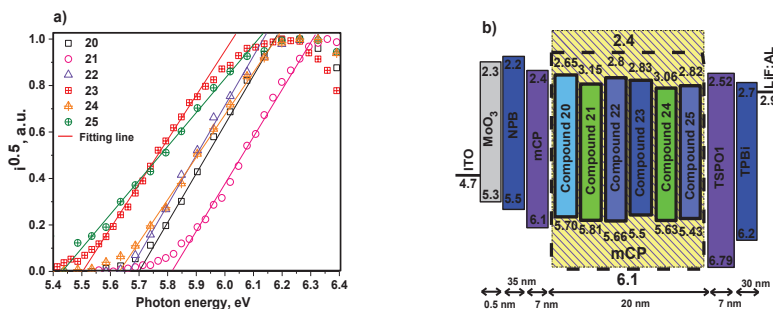 a)
i^0.5, a.u.
1.0
0.8
0.6
0.4
0.2
0.0
20
21
22
23
24
25
Fitting line
5.4 5.5 5.6 5.7 5.8 5.9 6.0 6.1 6.2 6.3 6.4
Photon energy, eV
b)
ITO
4.7
2.3
MoO3
5.3
2.2
NPB
5.5
2.4
mCP
6.1
2.4
2.65
Compound 20
5.70
3.15
Compound 21
5.81
2.8
Compound 22
5.66
2.83
Compound 23
5.5
3.06
Compound 24
5.63
2.82
Compound 25
5.43
mCP
6.1
2.52
TSPO1
6.79
2.7
TPBi
6.2
LiF:AL
2.9
35 nm
30 nm
0.5 nm
7 nm
20 nm
7 nm